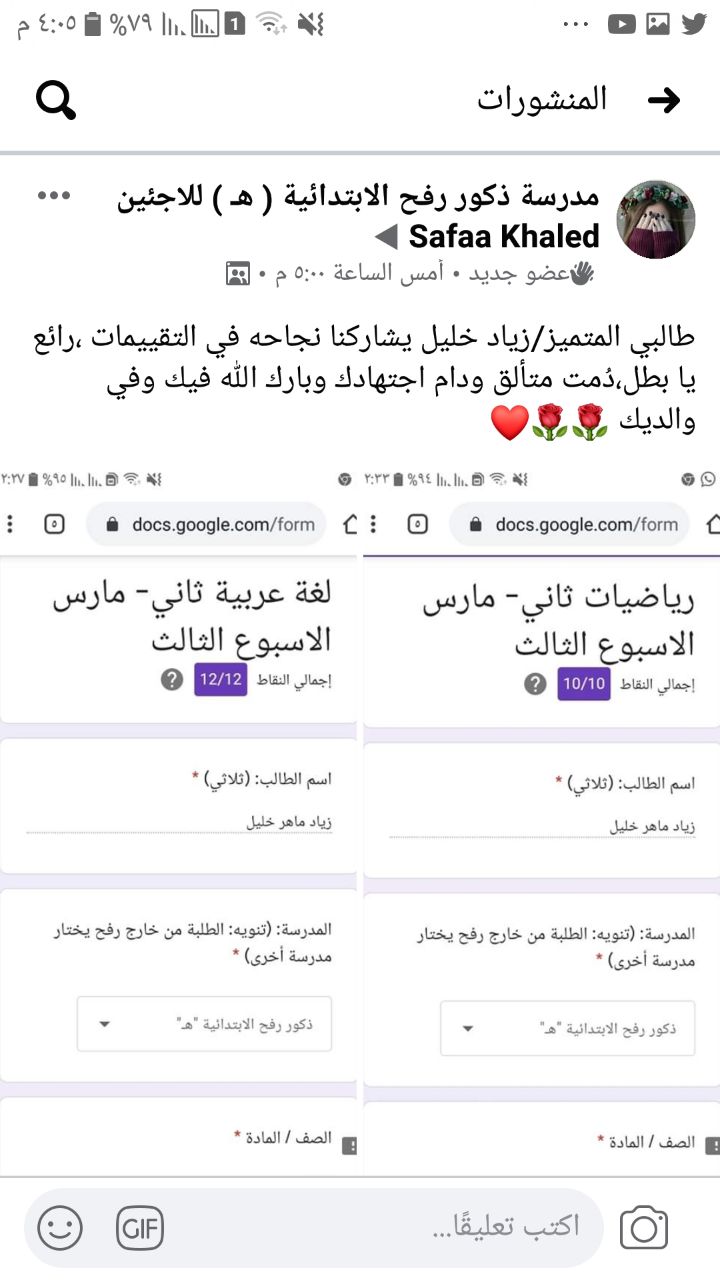 ٤:٠٥ م ٧٩% 1
المنشورات
مدرسة ذكور رفح الابتدائية ( هـ ) للاجئين
Safaa Khaled
عضو جديد • أمس الساعة ٥:٠٠ م •
طالبي المتميز/زياد خليل يشاركنا نجاحه في التقييمات ،رائع
يا بطل،دُمت متألق ودام اجتهادك وبارك الله فيك وفي
والديك 🌹🌹❤️
٢:٣٣ ٩٤%
docs.google.com/form
رياضيات ثاني- مارس
الاسبوع الثالث
إجمالي النقاط 10/10 ?
اسم الطالب: (ثلاثي) *
زياد ماهر خليل
المدرسة: (تنويه: الطلبة من خارج رفح يختار
مدرسة أخرى) *
ذكور رفح الابتدائية "هـ"
الصف / المادة *
٢:٢٧ ٩٥%
docs.google.com/form
لغة عربية ثاني- مارس
الاسبوع الثالث
إجمالي النقاط 12/12 ?
اسم الطالب: (ثلاثي) *
زياد ماهر خليل
المدرسة: (تنويه: الطلبة من خارج رفح يختار
مدرسة أخرى) *
ذكور رفح الابتدائية "هـ"
الصف / المادة *
اكتب تعليقًا...
GIF